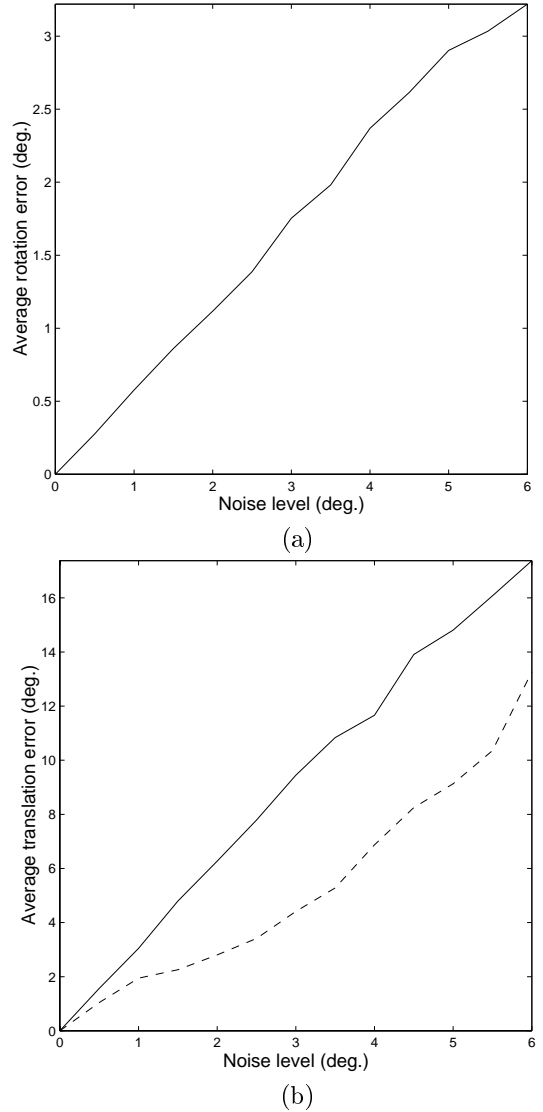 3
2.5
2
1.5
1
0.5
0
Average rotation error (deg.)
0 1 2 3 4 5 6
Noise level (deg.)
(a)
16
14
12
10
8
6
4
2
0
Average translation error (deg.)
0 1 2 3 4 5 6
Noise level (deg.)
(b)